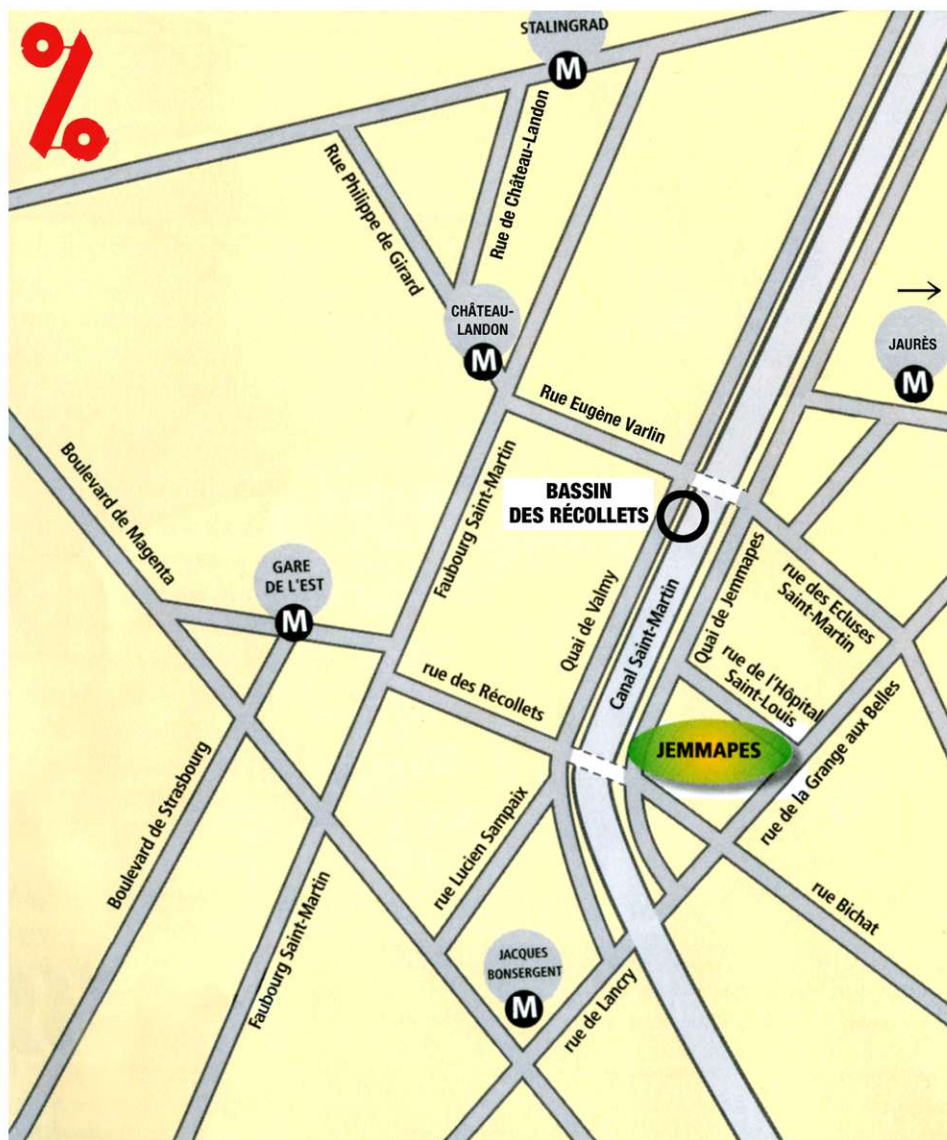 %
STALINGRAD
M
Rue de Château-Landon
Rue Philippe de Girard
CHÂTEAU-
LANDON
M
JAURÈS
M
Rue Eugène Varlin
Boulevard de Magenta
Faubourg Saint-Martin
BASSIN
DES RÉCOLLETS
GARE
DE L'EST
M
Quai de Valmy
Canal Saint-Martin
Quai de Jemmapes
rue des Ecluses
Saint-Martin
rue de l'Hôpital
Saint-Louis
rue des Récollets
JEMMAPES
rue de la Grange aux Belles
Boulevard de Strasbourg
rue Lucien Sampaix
Faubourg Saint-Martin
rue Bichat
JACQUES
BONSERGENT
M
rue de Lancry